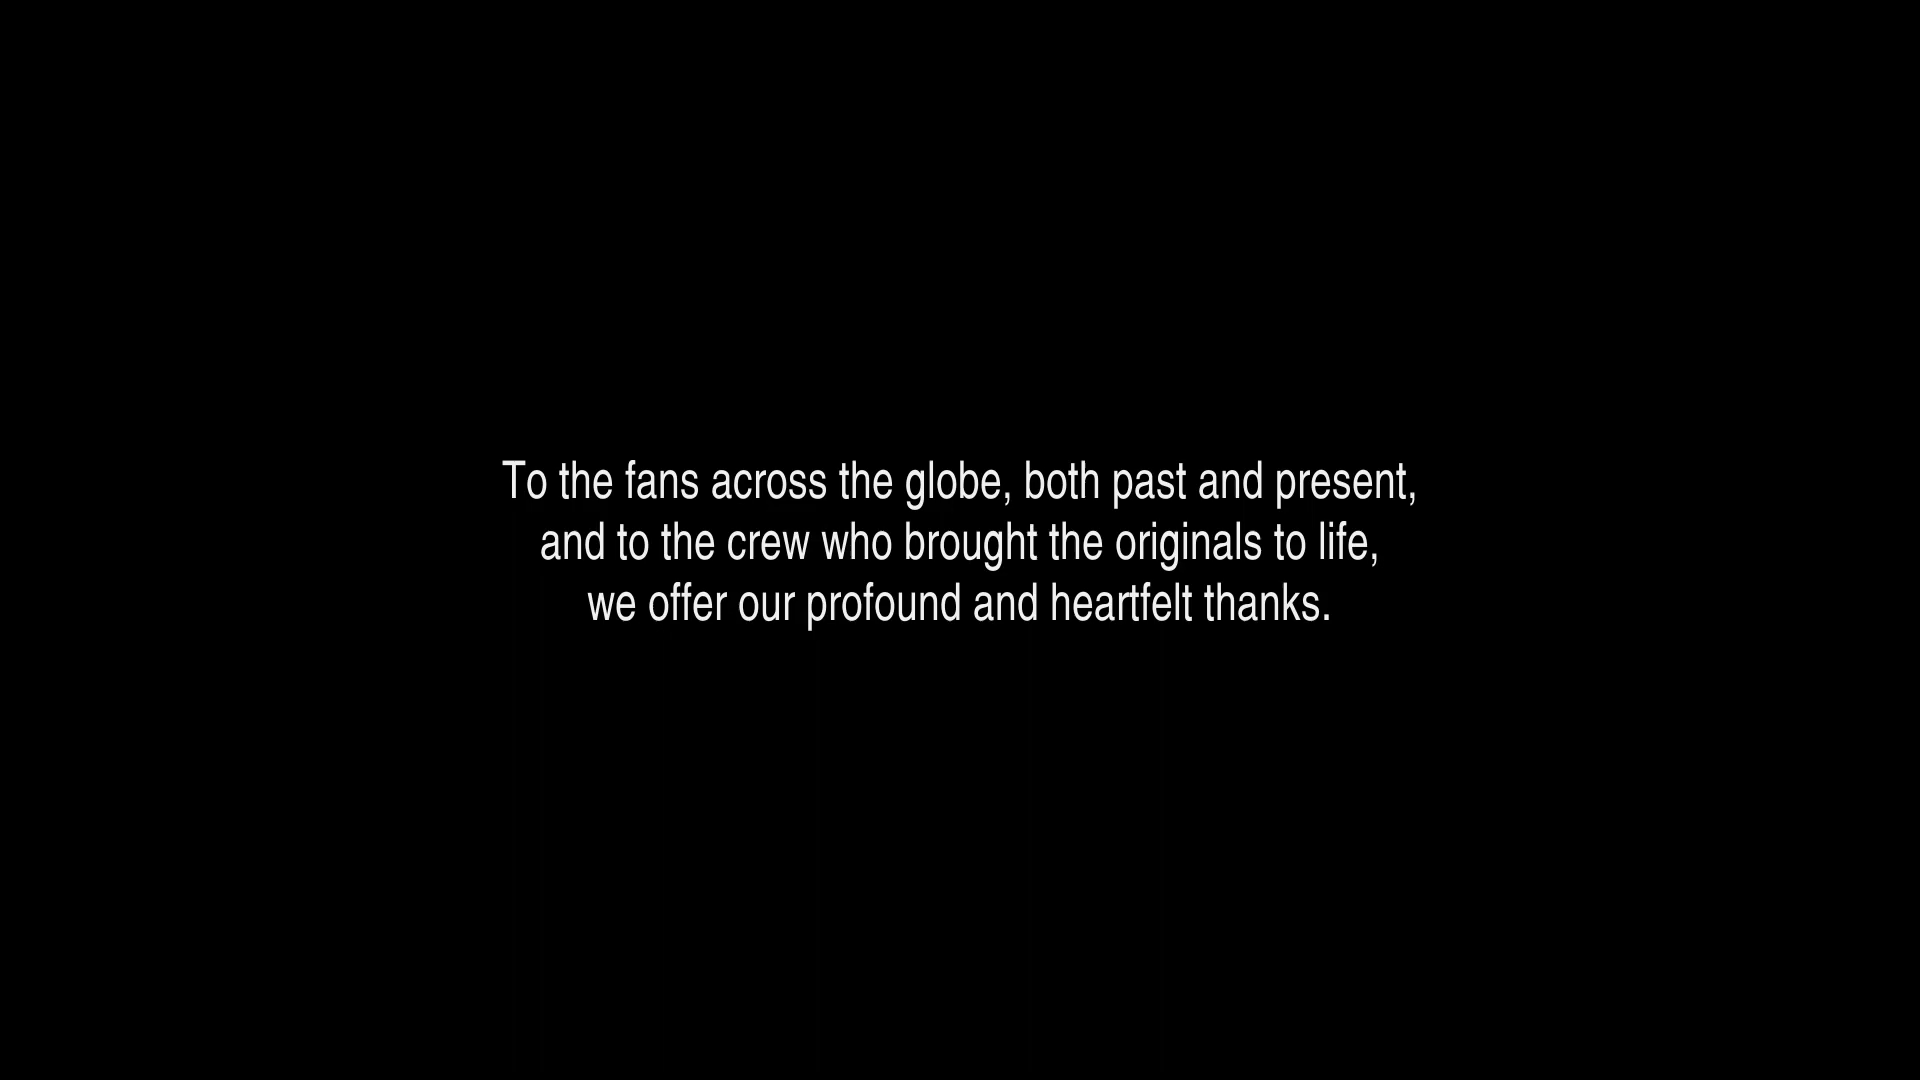 To the fans across the globe, both past and present,
and to the crew who brought the originals to life,
we offer our profound and heartfelt thanks.